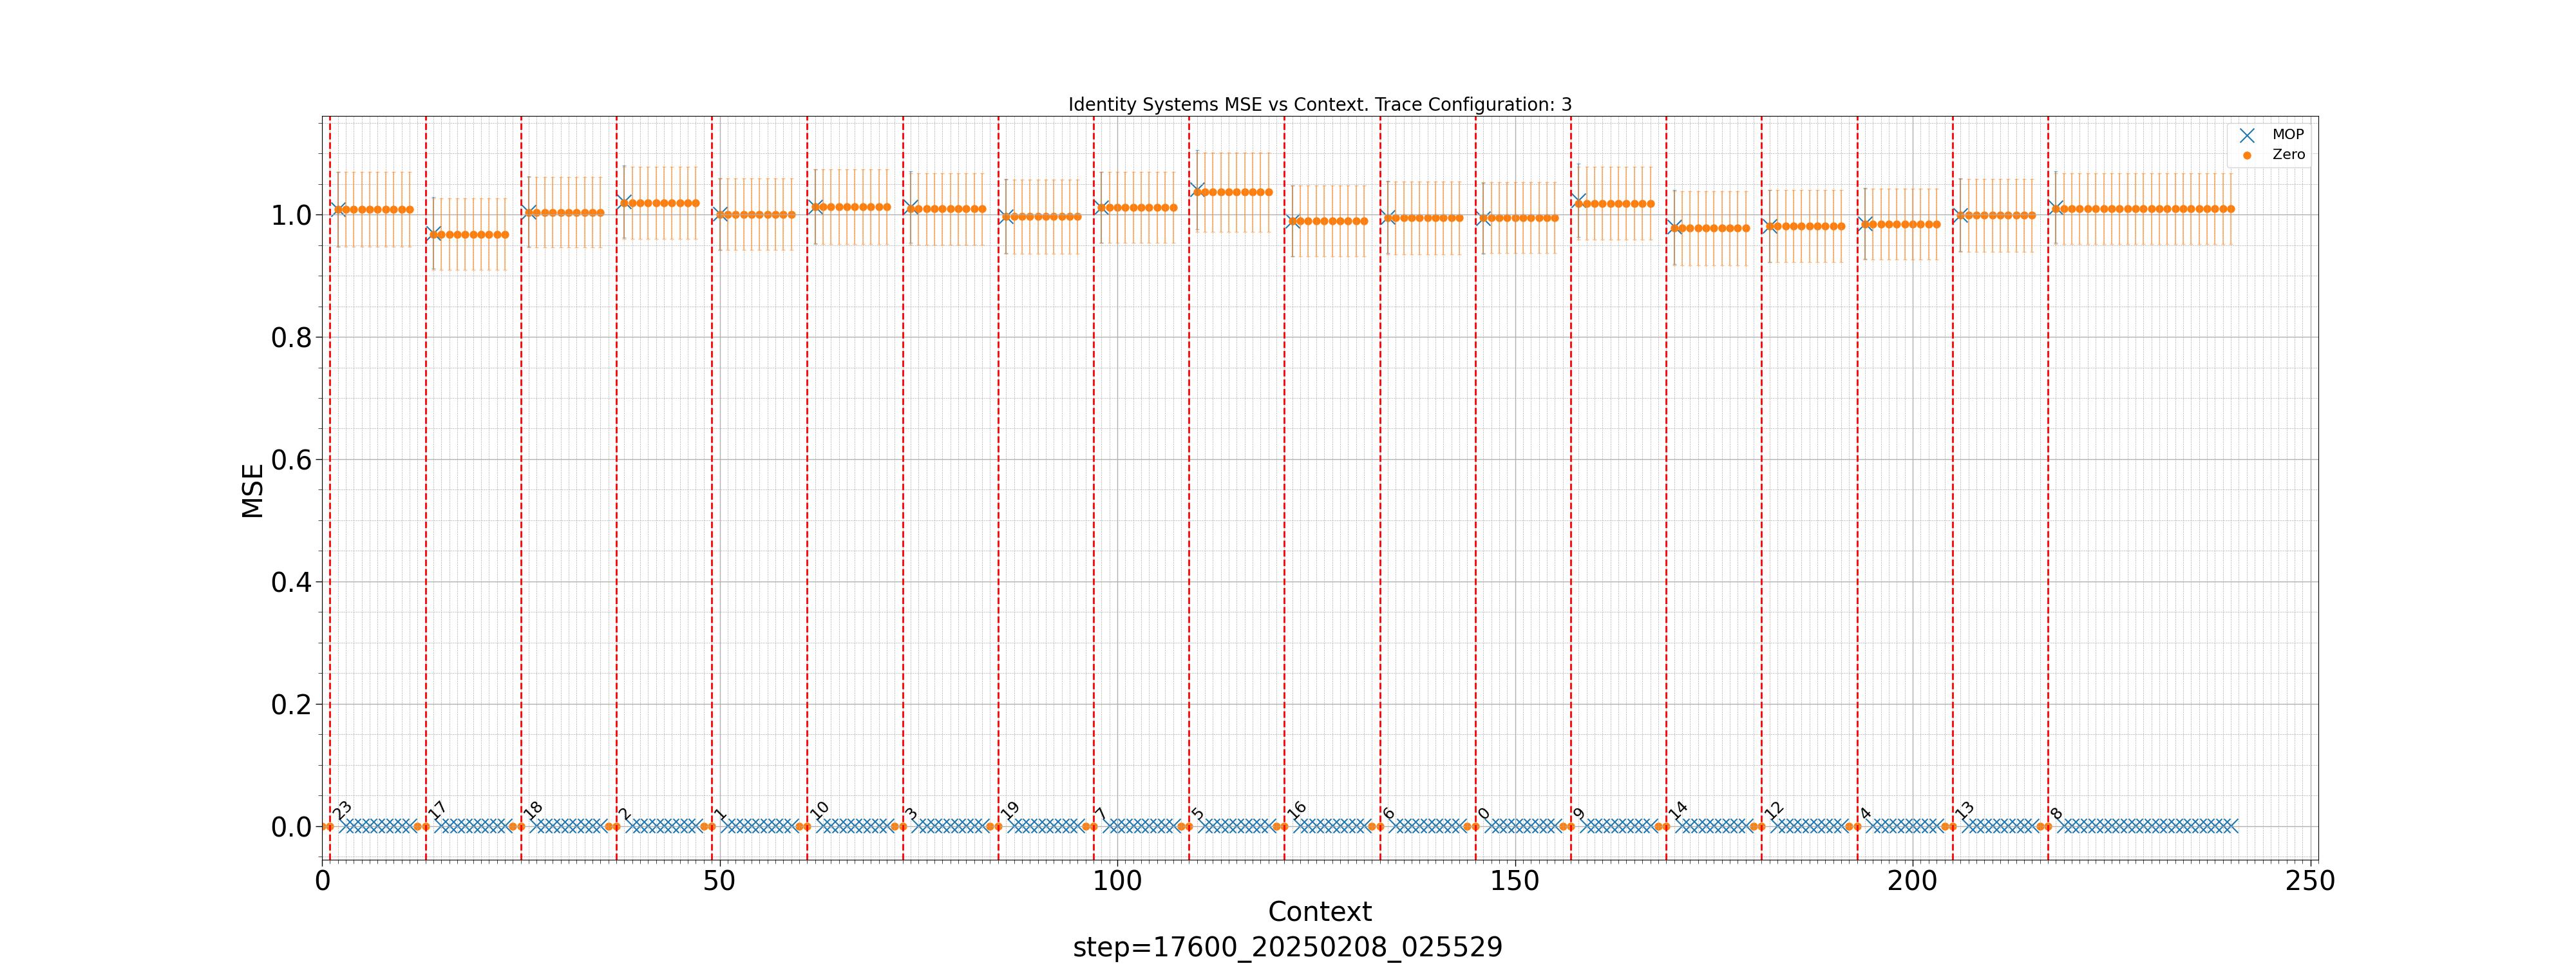 Identity Systems MSE vs Context. Trace Configuration: 3
MOP
Zero
MSE
1.0
0.8
0.6
0.4
0.2
0.0
23 17 18 2 1 10 3 19 7 5 16 6 0 9 14 12 4 13 8
0 50 100 150 200 250
Context
step=17600_20250208_025529